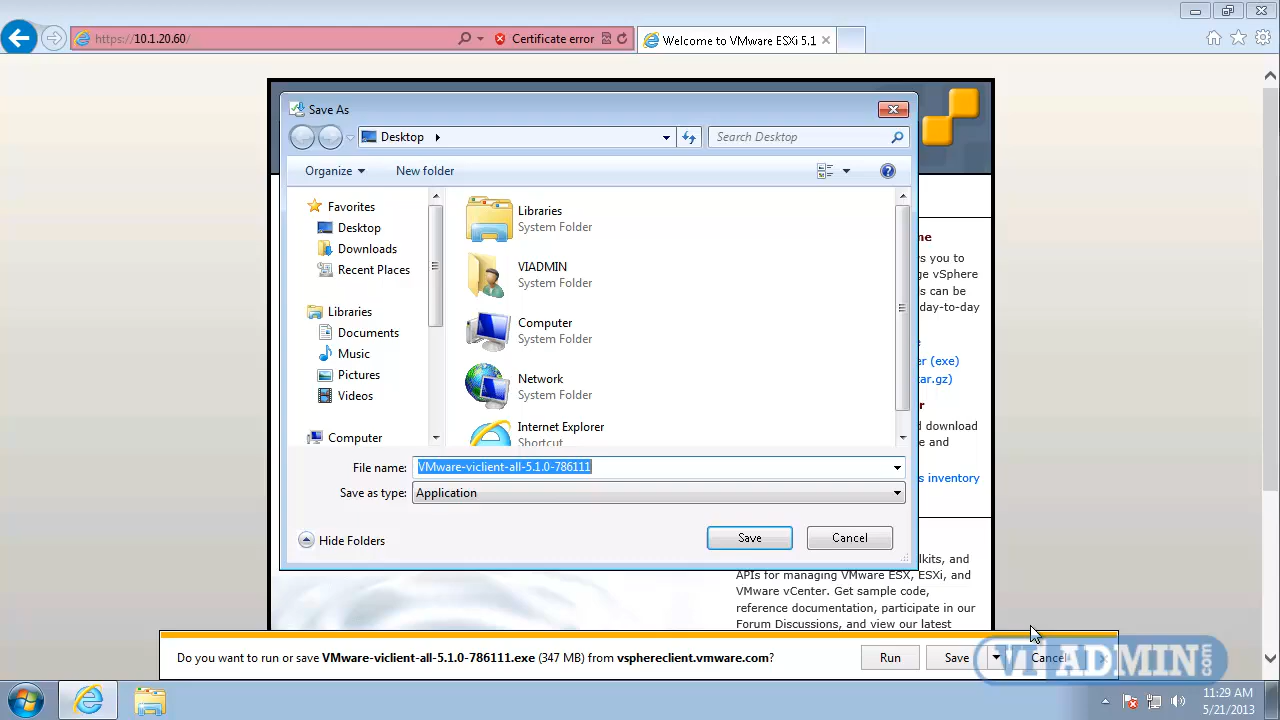 https://10.1.20.60/
Certificate error
Welcome to VMware ESXi 5.1
Save As
Desktop
Search Desktop
Organize
New folder
Favorites
Desktop
Downloads
Recent Places
Libraries
Documents
Music
Pictures
Videos
Computer
Libraries
System Folder
VIADMIN
System Folder
Computer
System Folder
Network
System Folder
Internet Explorer
Shortcut
File name:
VMware-viclient-all-5.1.0-786111
Save as type:
Application
Hide Folders
Save
Cancel
me
ys you to
ge vSphere
s can be
day-to-day
e
er (exe)
tar.gz)
r
nd download
e and
s inventory
lkits, and
APIs for managing VMware ESX, ESXi, and
VMware vCenter. Get sample code,
reference documentation, participate in our
Forum Discussions, and view our latest
Do you want to run or save VMware-viclient-all-5.1.0-786111.exe (347 MB) from vsphereclient.vmware.com?
Run
Save
Cancel
VI ADMIN.com
11:29 AM
5/21/2013